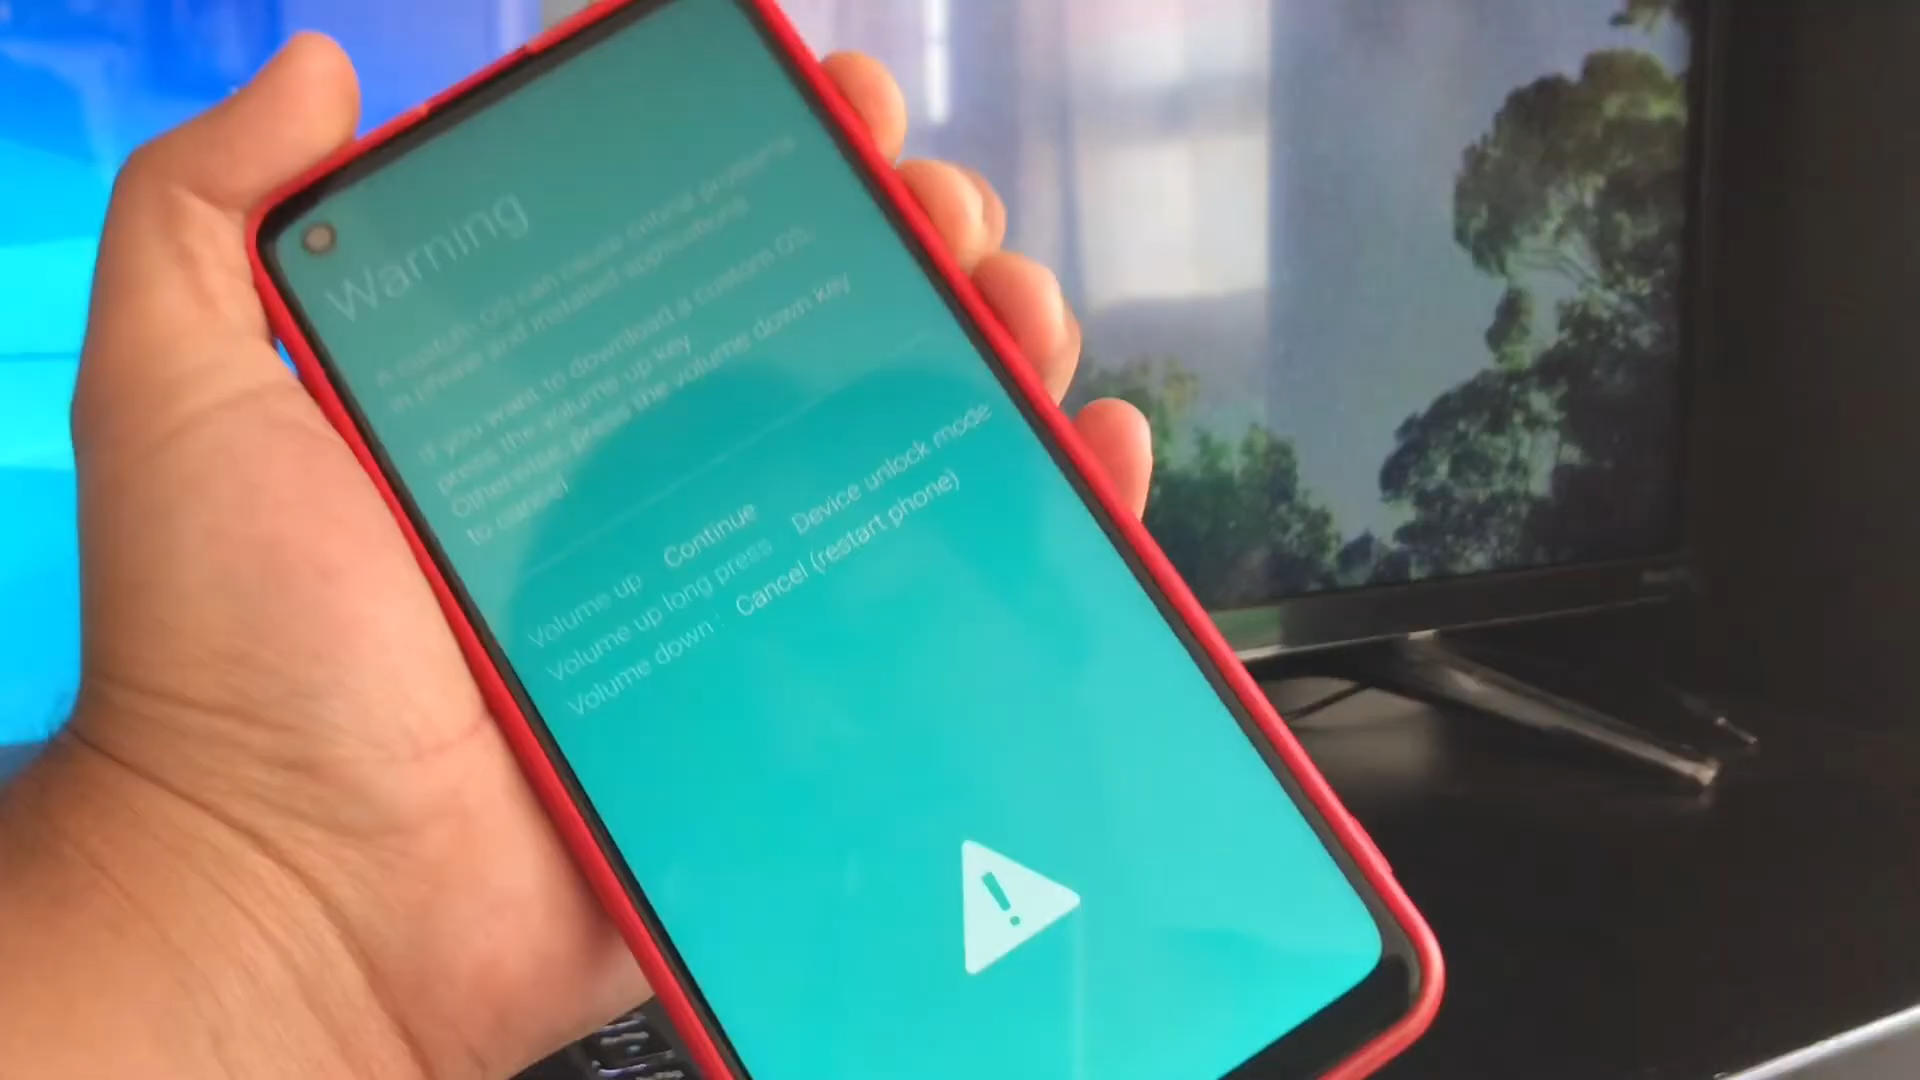 Warning
A custom OS can cause critical problems
in phone and installed applications.
If you want to download a custom OS,
press the volume up key
Otherwise, press the volume down key
to cancel
Volume up Continue
Volume up long press Device unlock mode
Volume down : Cancel (restart phone)